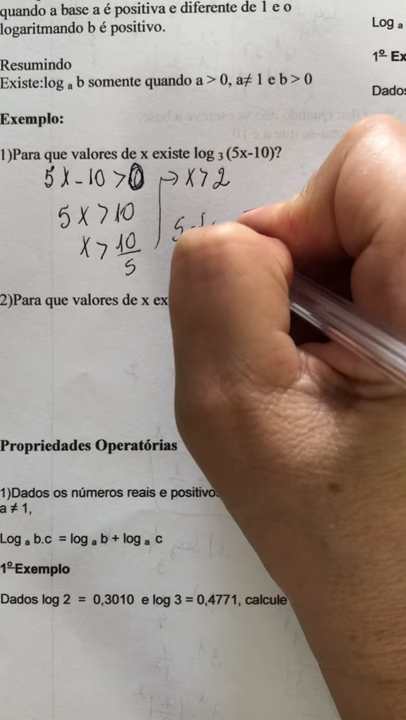 quando a base a é positiva e diferente de 1 e o
logaritmando b é positivo.
Resumindo
Existe:log a b somente quando a > 0, a≠ 1 e b > 0
Exemplo:
1)Para que valores de x existe log 3 (5x-10)?
5x - 10 > 0 → x > 2
5x > 10
x > 10/5
2)Para que valores de x ex
Propriedades Operatórias
1)Dados os números reais e positivo
a ≠ 1,
Log a b.c = log a b + log a c
1º Exemplo
Dados log 2 = 0,3010 e log 3 = 0,4771, calcule
Log a
1º Ex
Dados